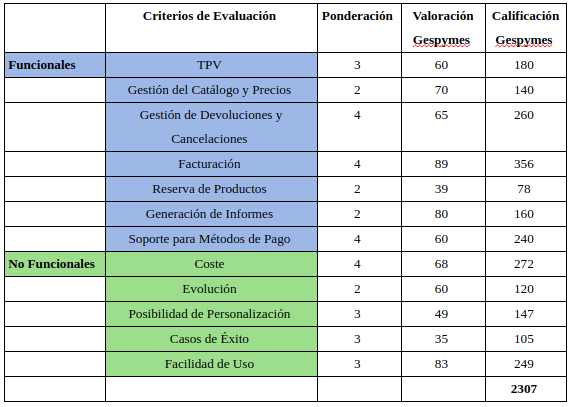 Criterios de Evaluación Ponderación Valoración Gespymes Calificación Gespymes
Funcionales TPV 3 60 180
Gestión del Catálogo y Precios 2 70 140
Gestión de Devoluciones y Cancelaciones 4 65 260
Facturación 4 89 356
Reserva de Productos 2 39 78
Generación de Informes 2 80 160
Soporte para Métodos de Pago 4 60 240
No Funcionales Coste 4 68 272
Evolución 2 60 120
Posibilidad de Personalización 3 49 147
Casos de Éxito 3 35 105
Facilidad de Uso 3 83 249
2307